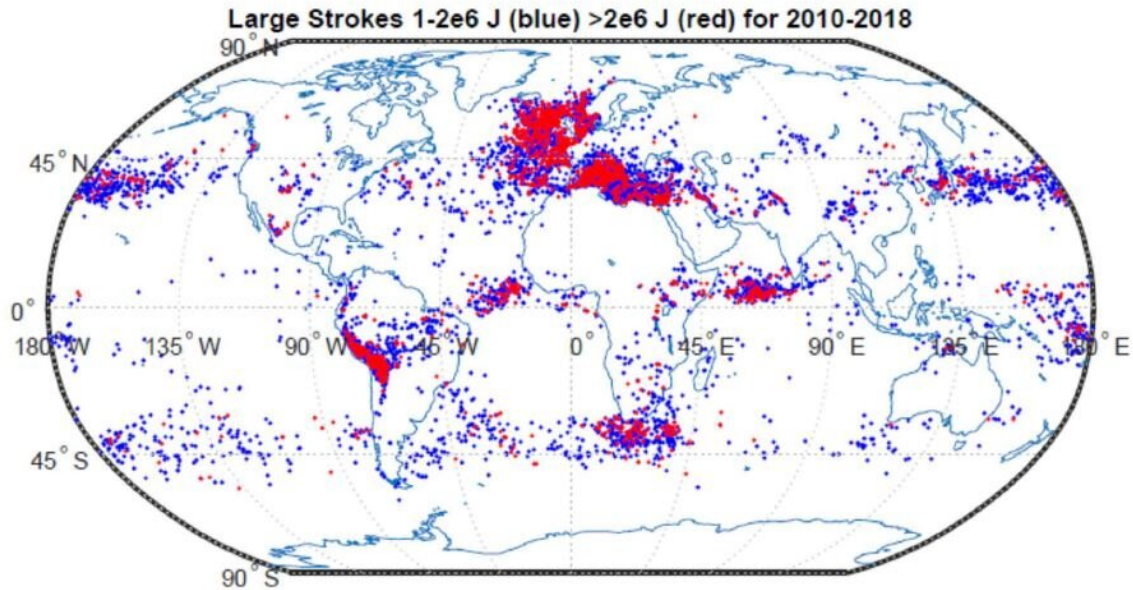 Large Strokes 1-2e6 J (blue) >2e6 J (red) for 2010-2018
90° N
45° N
0°
180° W 135° W 90° W 45° W 0° 45° E 90° E 135° E 180° E
45° S
90° S